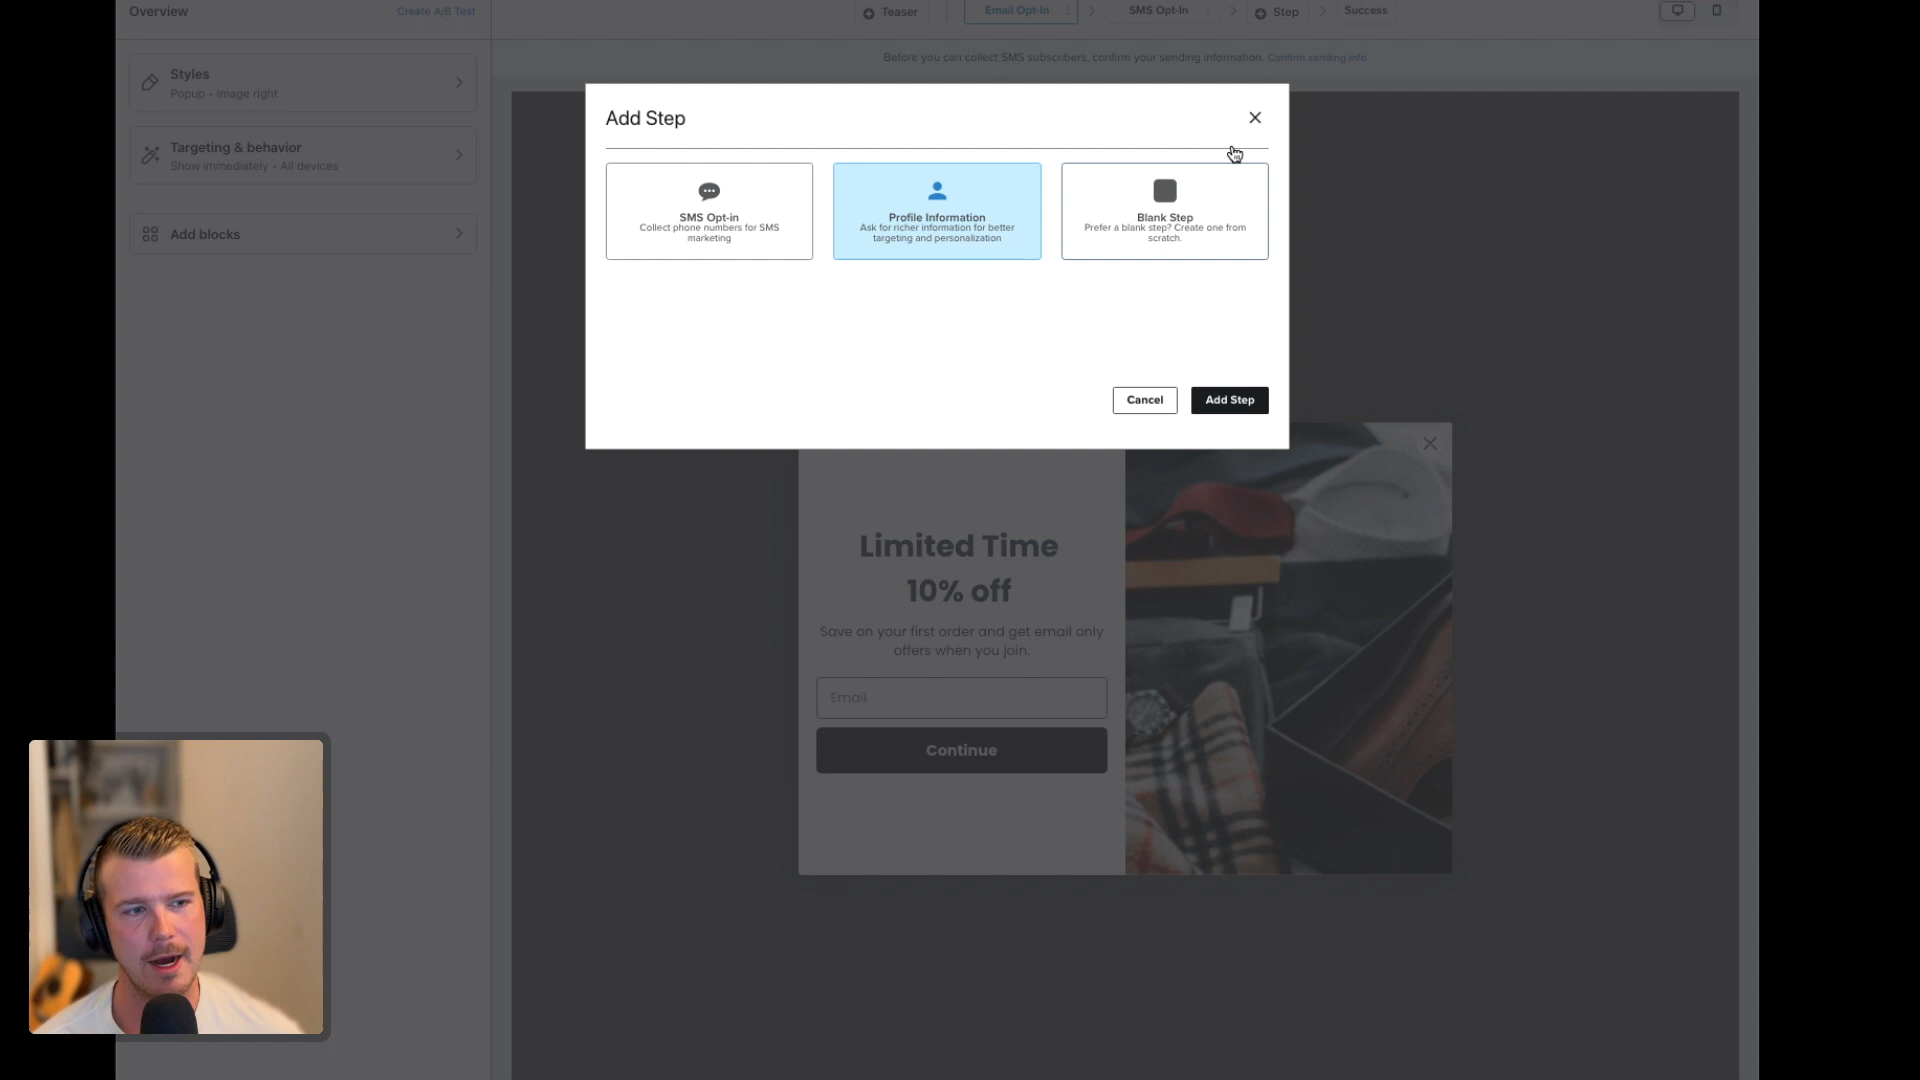 Overview
Create A/B Test
Teaser
Email Opt-In
SMS Opt-In
Step
Success
Before you can collect SMS subscribers, confirm your sending information. Confirm sending info
Styles
Popup • Image right
Targeting & behavior
Show immediately • All devices
Add blocks
Add Step
SMS Opt-in
Collect phone numbers for SMS
marketing
Profile Information
Ask for richer information for better
targeting and personalization
Blank Step
Prefer a blank step? Create one from
scratch.
Cancel
Add Step
Limited Time
10% off
Save on your first order and get email only
offers when you join.
Email
Continue